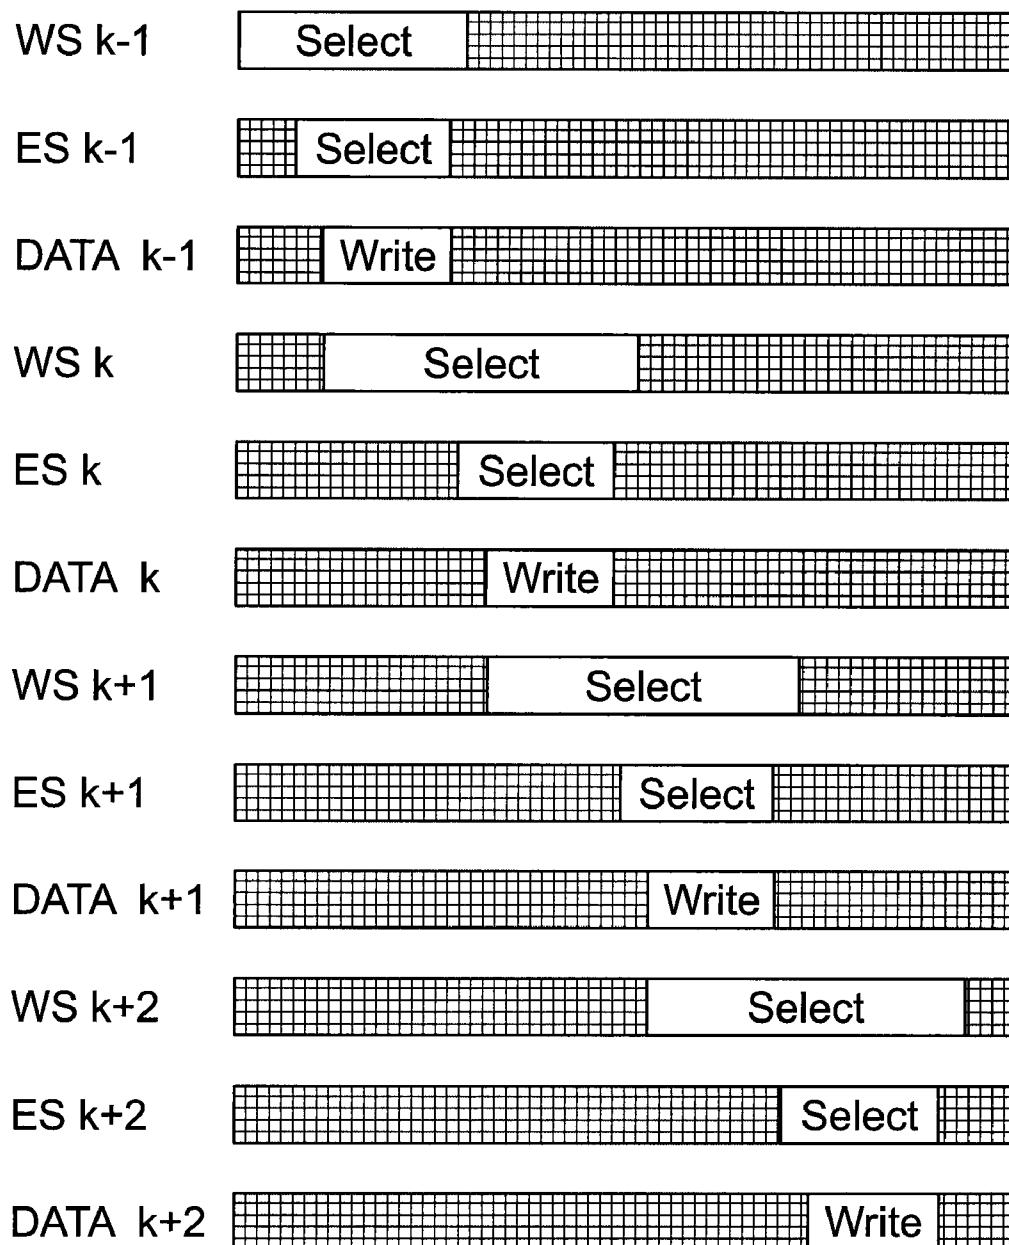 WS k-1 Select
ES k-1 Select
DATA k-1 Write
WS k Select
ES k Select
DATA k Write
WS k+1 Select
ES k+1 Select
DATA k+1 Write
WS k+2 Select
ES k+2 Select
DATA k+2 Write